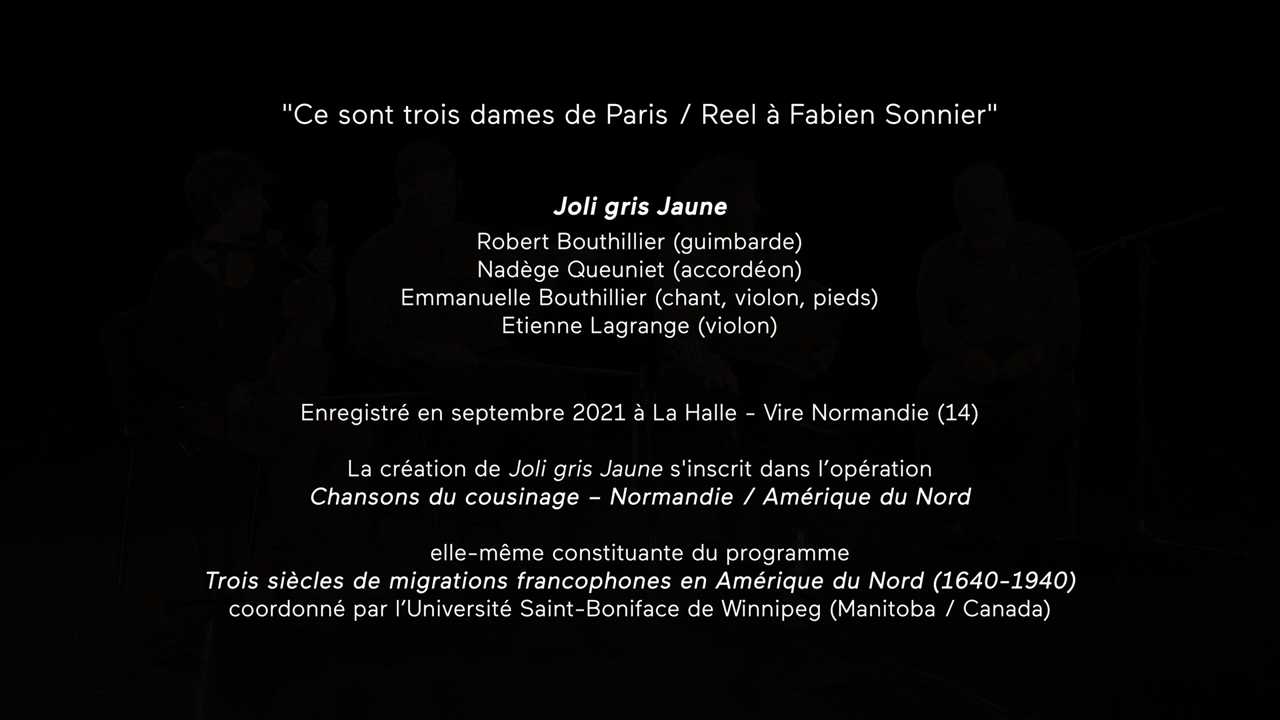 "Ce sont trois dames de Paris / Reel à Fabien Sonnier"
Joli gris Jaune
Robert Bouthillier (guimbarde)
Nadège Queuniet (accordéon)
Emmanuelle Bouthillier (chant, violon, pieds)
Etienne Lagrange (violon)
Enregistré en septembre 2021 à La Halle - Vire Normandie (14)
La création de Joli gris Jaune s'inscrit dans l’opération
Chansons du cousinage – Normandie / Amérique du Nord
elle-même constituante du programme
Trois siècles de migrations francophones en Amérique du Nord (1640-1940)
coordonné par l’Université Saint-Boniface de Winnipeg (Manitoba / Canada)